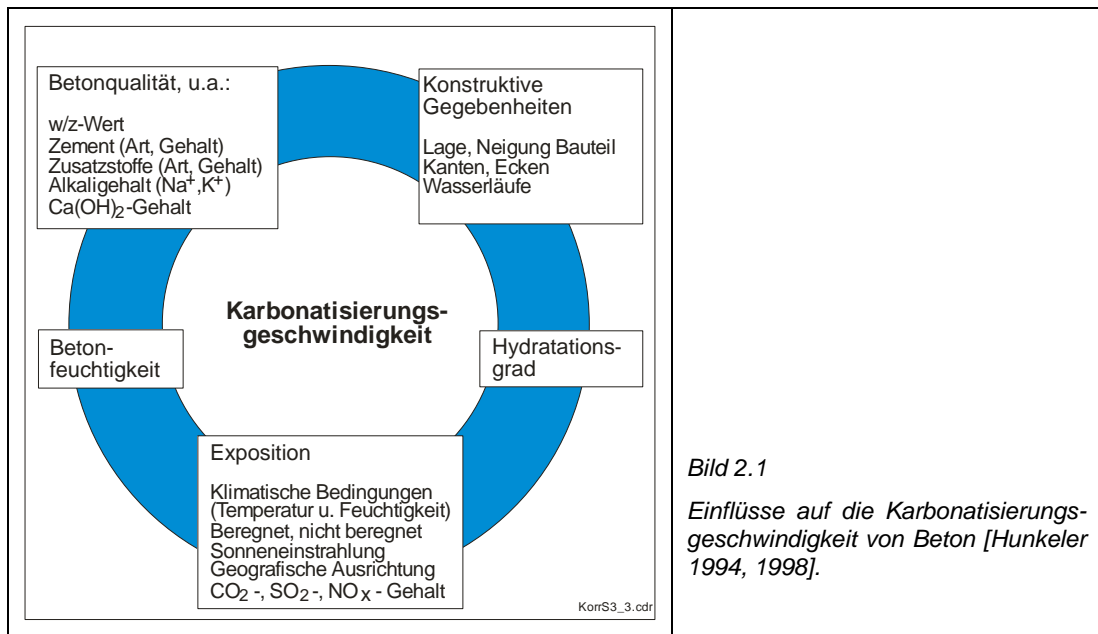 Betonqualität, u.a.:
w/z-Wert
Zement (Art, Gehalt)
Zusatzstoffe (Art, Gehalt)
Alkaligehalt (Na⁺,K⁺)
Ca(OH)₂-Gehalt
Konstruktive
Gegebenheiten
Lage, Neigung Bauteil
Kanten, Ecken
Wasserläufe
Karbonatisierungs-
geschwindigkeit
Beton-
feuchtigkeit
Hydratations-
grad
Exposition
Klimatische Bedingungen
(Temperatur u. Feuchtigkeit)
Beregnet, nicht beregnet
Sonneneinstrahlung
Geografische Ausrichtung
CO₂ -, SO₂ -, NOₓ - Gehalt
KorrS3_3.cdr
Bild 2.1
Einflüsse auf die Karbonatisierungs-
geschwindigkeit von Beton [Hunkeler
1994, 1998].